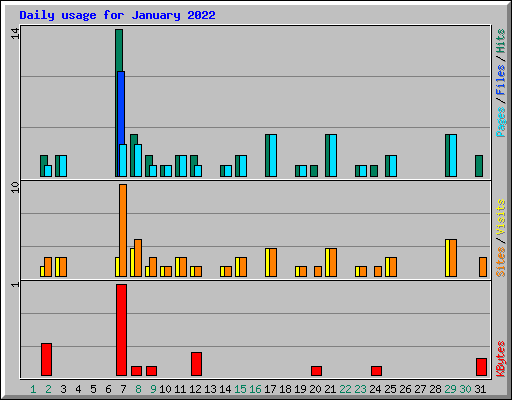 Daily usage for January 2022
14
10
1
Pages / Files / Hits
Sites / Visits
KBytes
1 2 3 4 5 6 7 8 9 10 11 12 13 14 15 16 17 18 19 20 21 22 23 24 25 26 27 28 29 30 31